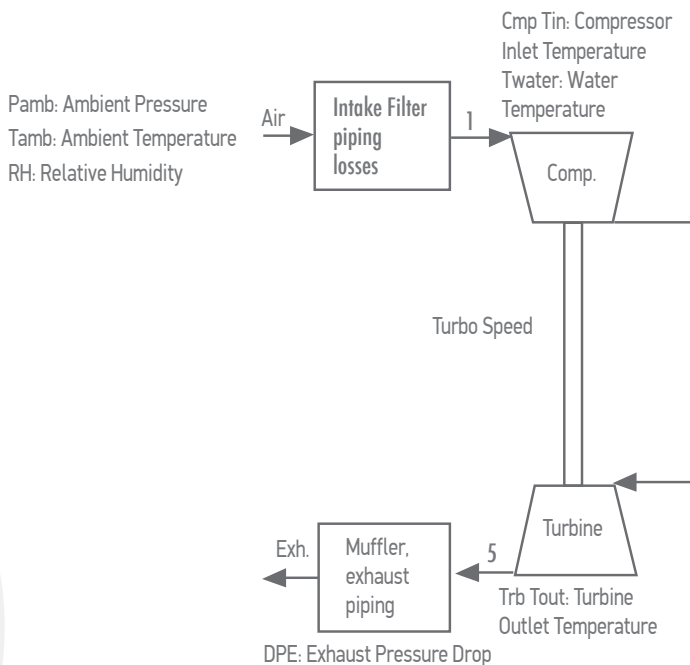 Cmp Tin: Compressor
Inlet Temperature
Twater: Water
Temperature
Pamb: Ambient Pressure
Tamb: Ambient Temperature
RH: Relative Humidity
Air
Intake Filter
piping
losses
1
Comp.
Turbo Speed
Turbine
Exh.
Muffler,
exhaust
piping
5
Trb Tout: Turbine
Outlet Temperature
DPE: Exhaust Pressure Drop